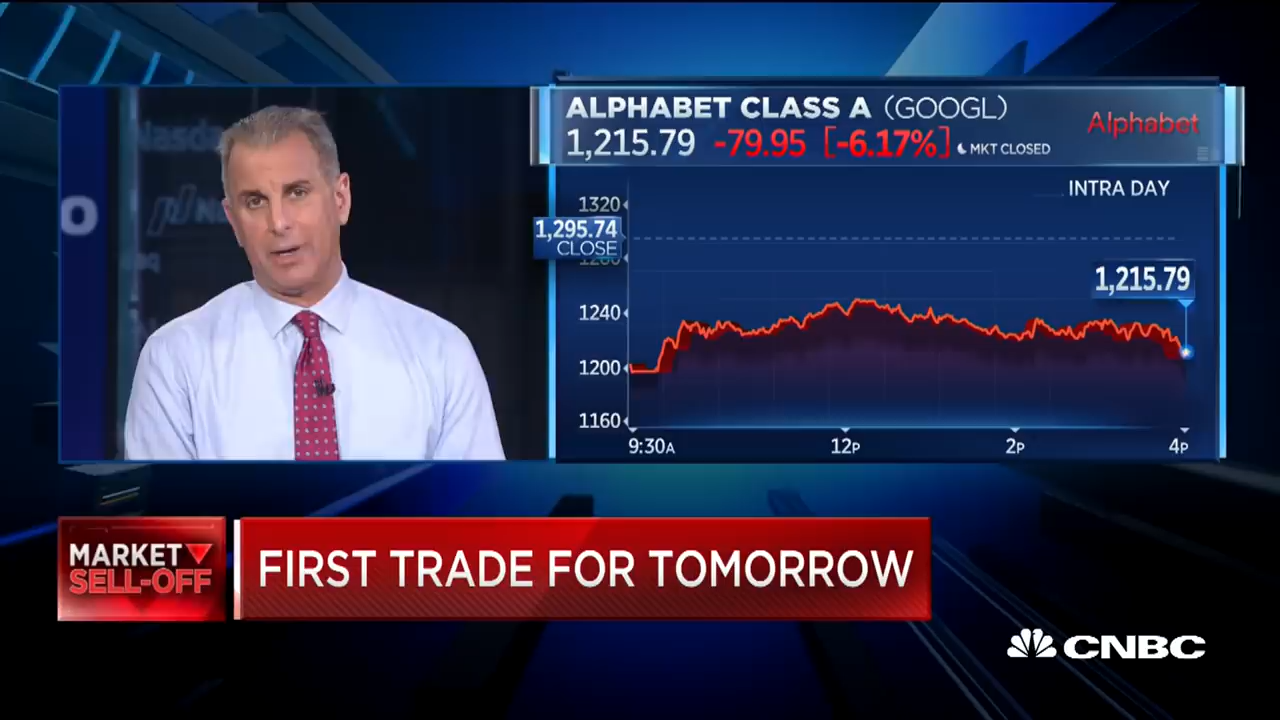 Nasda
O
ALPHABET CLASS A (GOOGL)
1,215.79 -79.95 [-6.17%] MKT CLOSED
Alphabet
INTRA DAY
1320
1,295.74
CLOSE
1280
1,215.79
1240
1200
1160
9:30A 12P 2P 4P
MARKET
SELL-OFF
FIRST TRADE FOR TOMORROW
CNBC